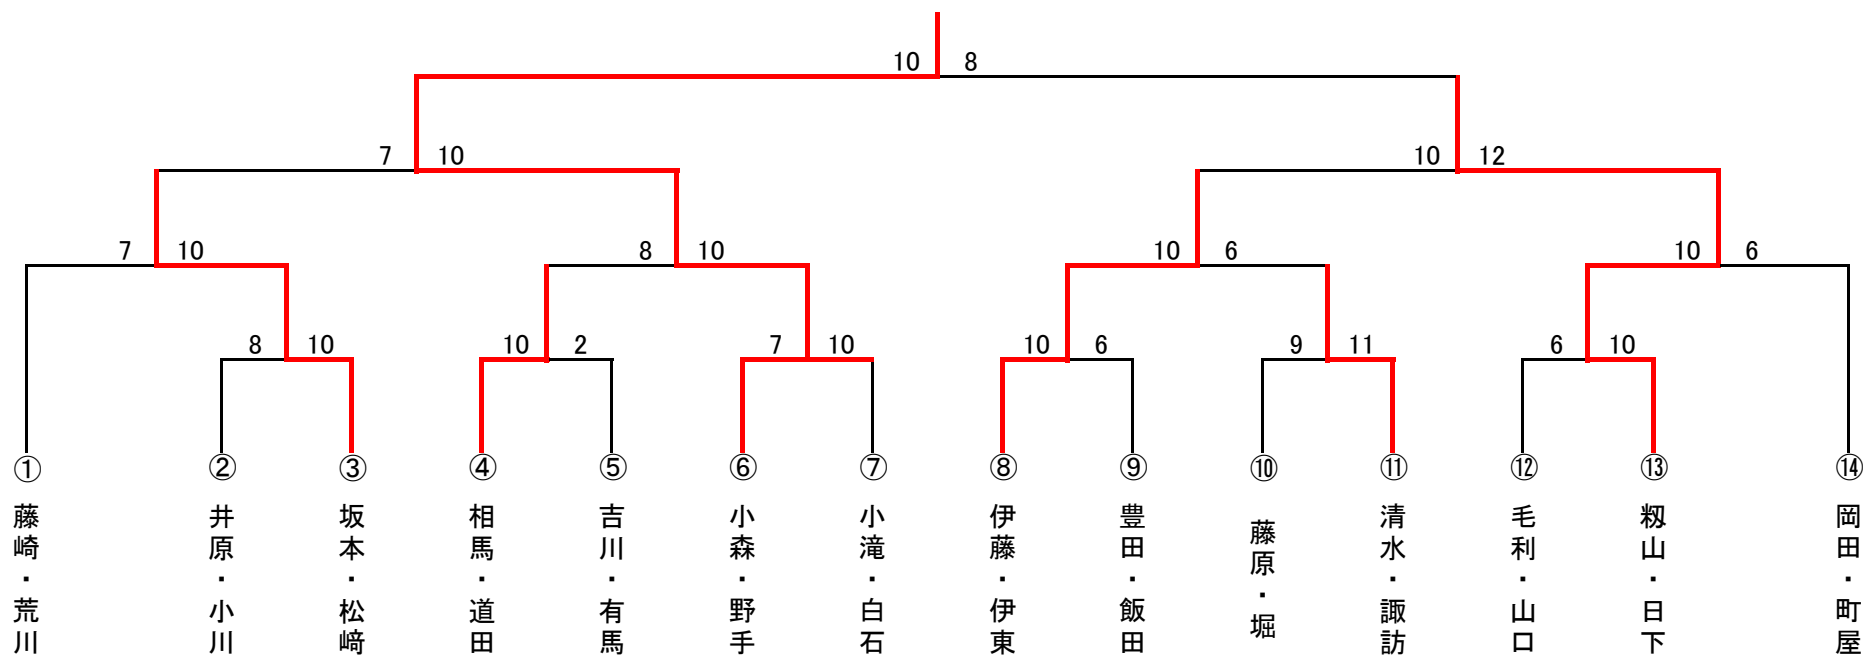 10 8
7 10 10 12
7 10 8 10 10 6 10 6
8 10 10 2 7 10 10 6 9 11 6 10
① ② ③ ④ ⑤ ⑥ ⑦ ⑧ ⑨ ⑩ ⑪ ⑫ ⑬ ⑭
藤崎・荒川
井原・小川
坂本・松﨑
相馬・道田
吉川・有馬
小森・野手
小滝・白石
伊藤・伊東
豊田・飯田
藤原・堀
清水・諏訪
毛利・山口
籾山・日下
岡田・町屋